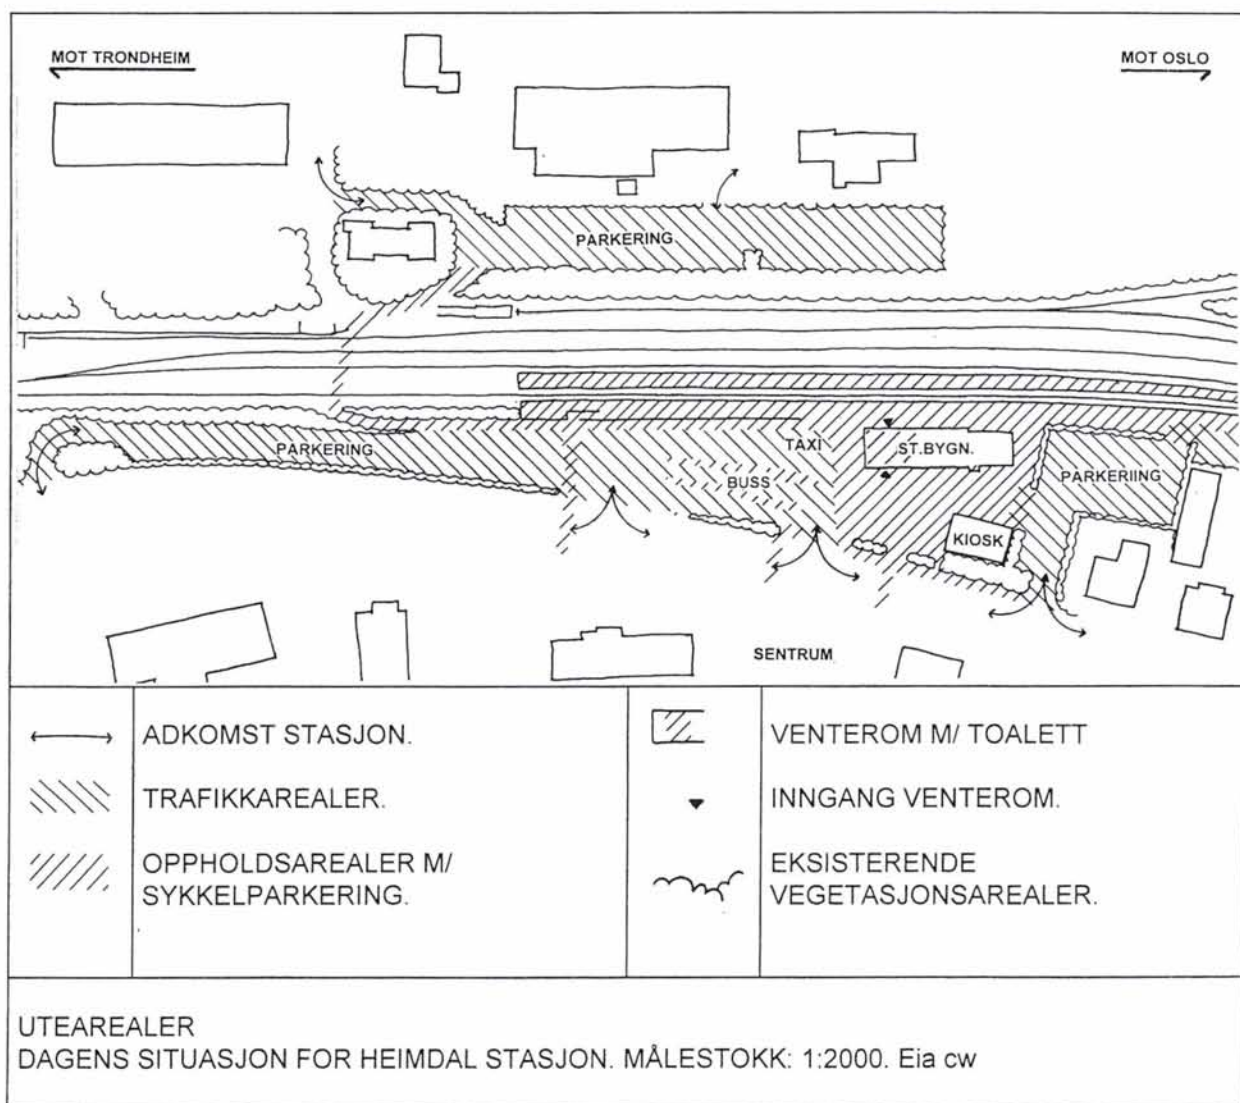 MOT TRONDHEIM
MOT OSLO
PARKERING
PARKERING
TAXI
ST.BYGN.
BUSS
PARKERIING
KIOSK
SENTRUM
ADKOMST STASJON.
TRAFIKKAREALER.
OPPHOLDSAREALER M/
SYKKELPARKERING.
VENTEROM M/ TOALETT
INNGANG VENTEROM.
EKSISTERENDE
VEGETASJONSAREALER.
UTEAREALER
DAGENS SITUASJON FOR HEIMDAL STASJON. MÅLESTOKK: 1:2000. Eia cw